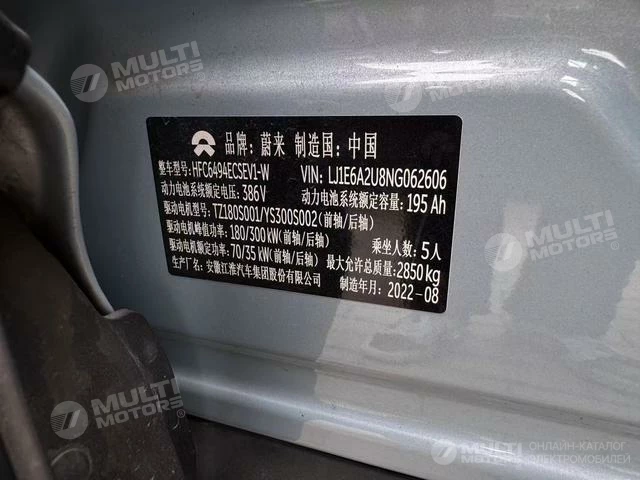 MULTI MOTORS
MULTI MOTORS
品牌: 蔚来 制造国: 中国
整车型号: HFC6494ECSEV1-W VIN: LJ1E6A2U8NG062606
动力电池系统额定电压: 386V 动力电池系统额定容量: 195 Ah
驱动电机型号: TZ180S001/YS300S002(前轴/后轴)
驱动电机峰值功率: 180/300 kW(前轴/后轴) 乘坐人数: 5人
驱动电机额定功率: 70/35 kW(前轴/后轴) 最大允许总质量: 2850 kg
生产厂名: 安徽江淮汽车集团股份有限公司 制造年月: 2022-08
MULTI MOTORS
MULTI MOTORS
ОНЛАЙН-КАТАЛОГ
ЭЛЕКТРОМОБИЛЕЙ